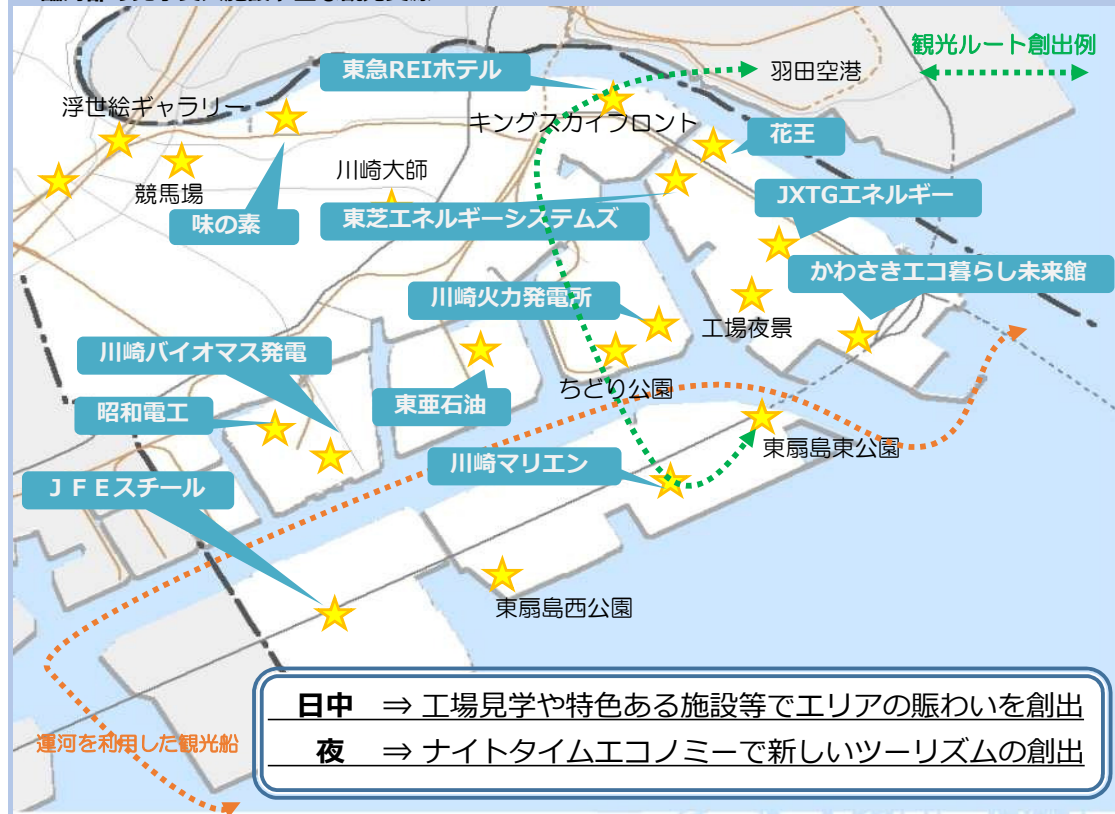 観光ルート創出例
東急REIホテル
羽田空港
浮世絵ギャラリー
キングスカイフロント
花王
川崎大師
競馬場
JXTGエネルギー
味の素
東芝エネルギーシステムズ
かわさきエコ暮らし未来館
川崎火力発電所
工場夜景
川崎バイオマス発電
ちどり公園
東亜石油
昭和電工
東扇島東公園
川崎マリエン
ＪＦＥスチール
東扇島西公園
日中 ⇒ 工場見学や特色ある施設等でエリアの賑わいを創出
夜 ⇒ ナイトタイムエコノミーで新しいツーリズムの創出
運河を利用した観光船